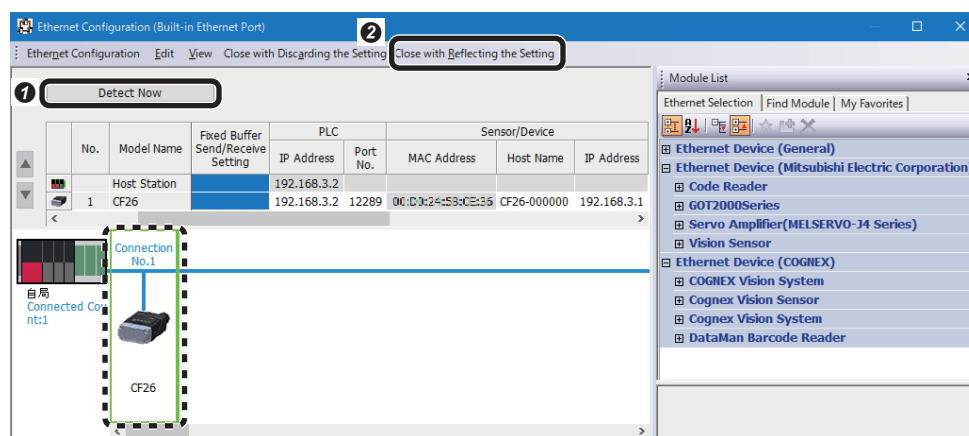 Ethernet Configuration (Built-in Ethernet Port)
❷
Ethernet Configuration Edit View Close with Discarding the Setting Close with Reflecting the Setting
❶
Detect Now
No. Model Name Fixed Buffer Send/Receive Setting PLC Sensor/Device
IP Address Port No. MAC Address Host Name IP Address
Host Station 192.168.3.2
1 CF26 192.168.3.2 12289 CF26-000000 192.168.3.1
Connection
No.1
自局
Connected Cou
nt:1
CF26
Module List
Ethernet Selection Find Module My Favorites
Ethernet Device (General)
Ethernet Device (Mitsubishi Electric Corporation)
Code Reader
GOT2000Series
Servo Amplifier(MELSERVO-J4 Series)
Vision Sensor
Ethernet Device (COGNEX)
COGNEX Vision System
Cognex Vision Sensor
Cognex Vision System
DataMan Barcode Reader